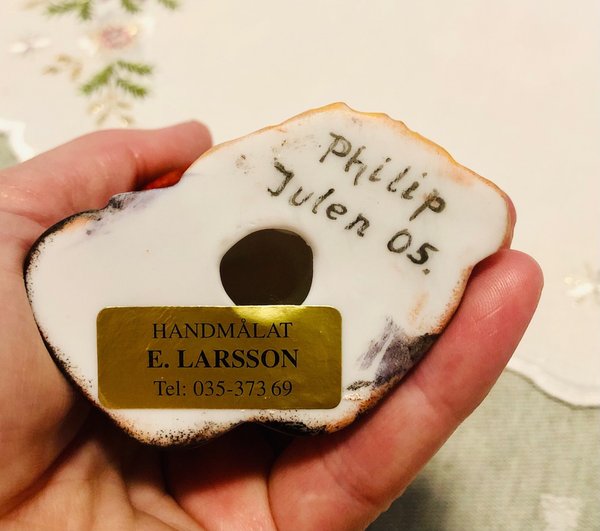 Philip
Julen 05.
HANDMÅLAT
E. LARSSON
Tel: 035-373 69